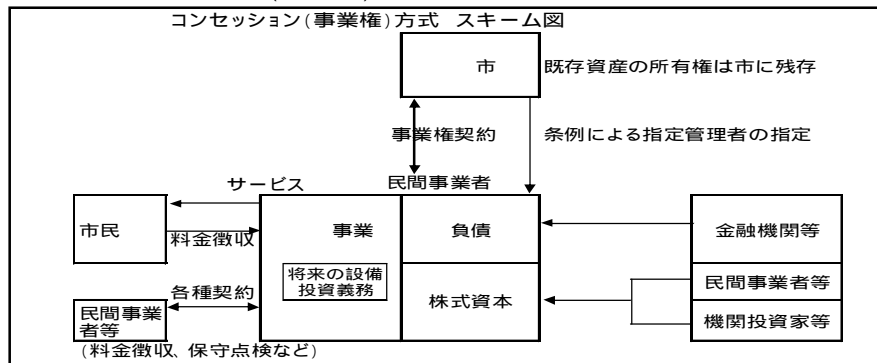 コンセッション(事業権)方式 スキーム図
市
既存資産の所有権は市に残存
事業権契約
条例による指定管理者の指定
サービス
民間事業者
市民
料金徴収
事業
負債
金融機関等
将来の設備
投資義務
株式資本
民間事業者等
機関投資家等
各種契約
民間事業
者等
(料金徴収、保守点検など)